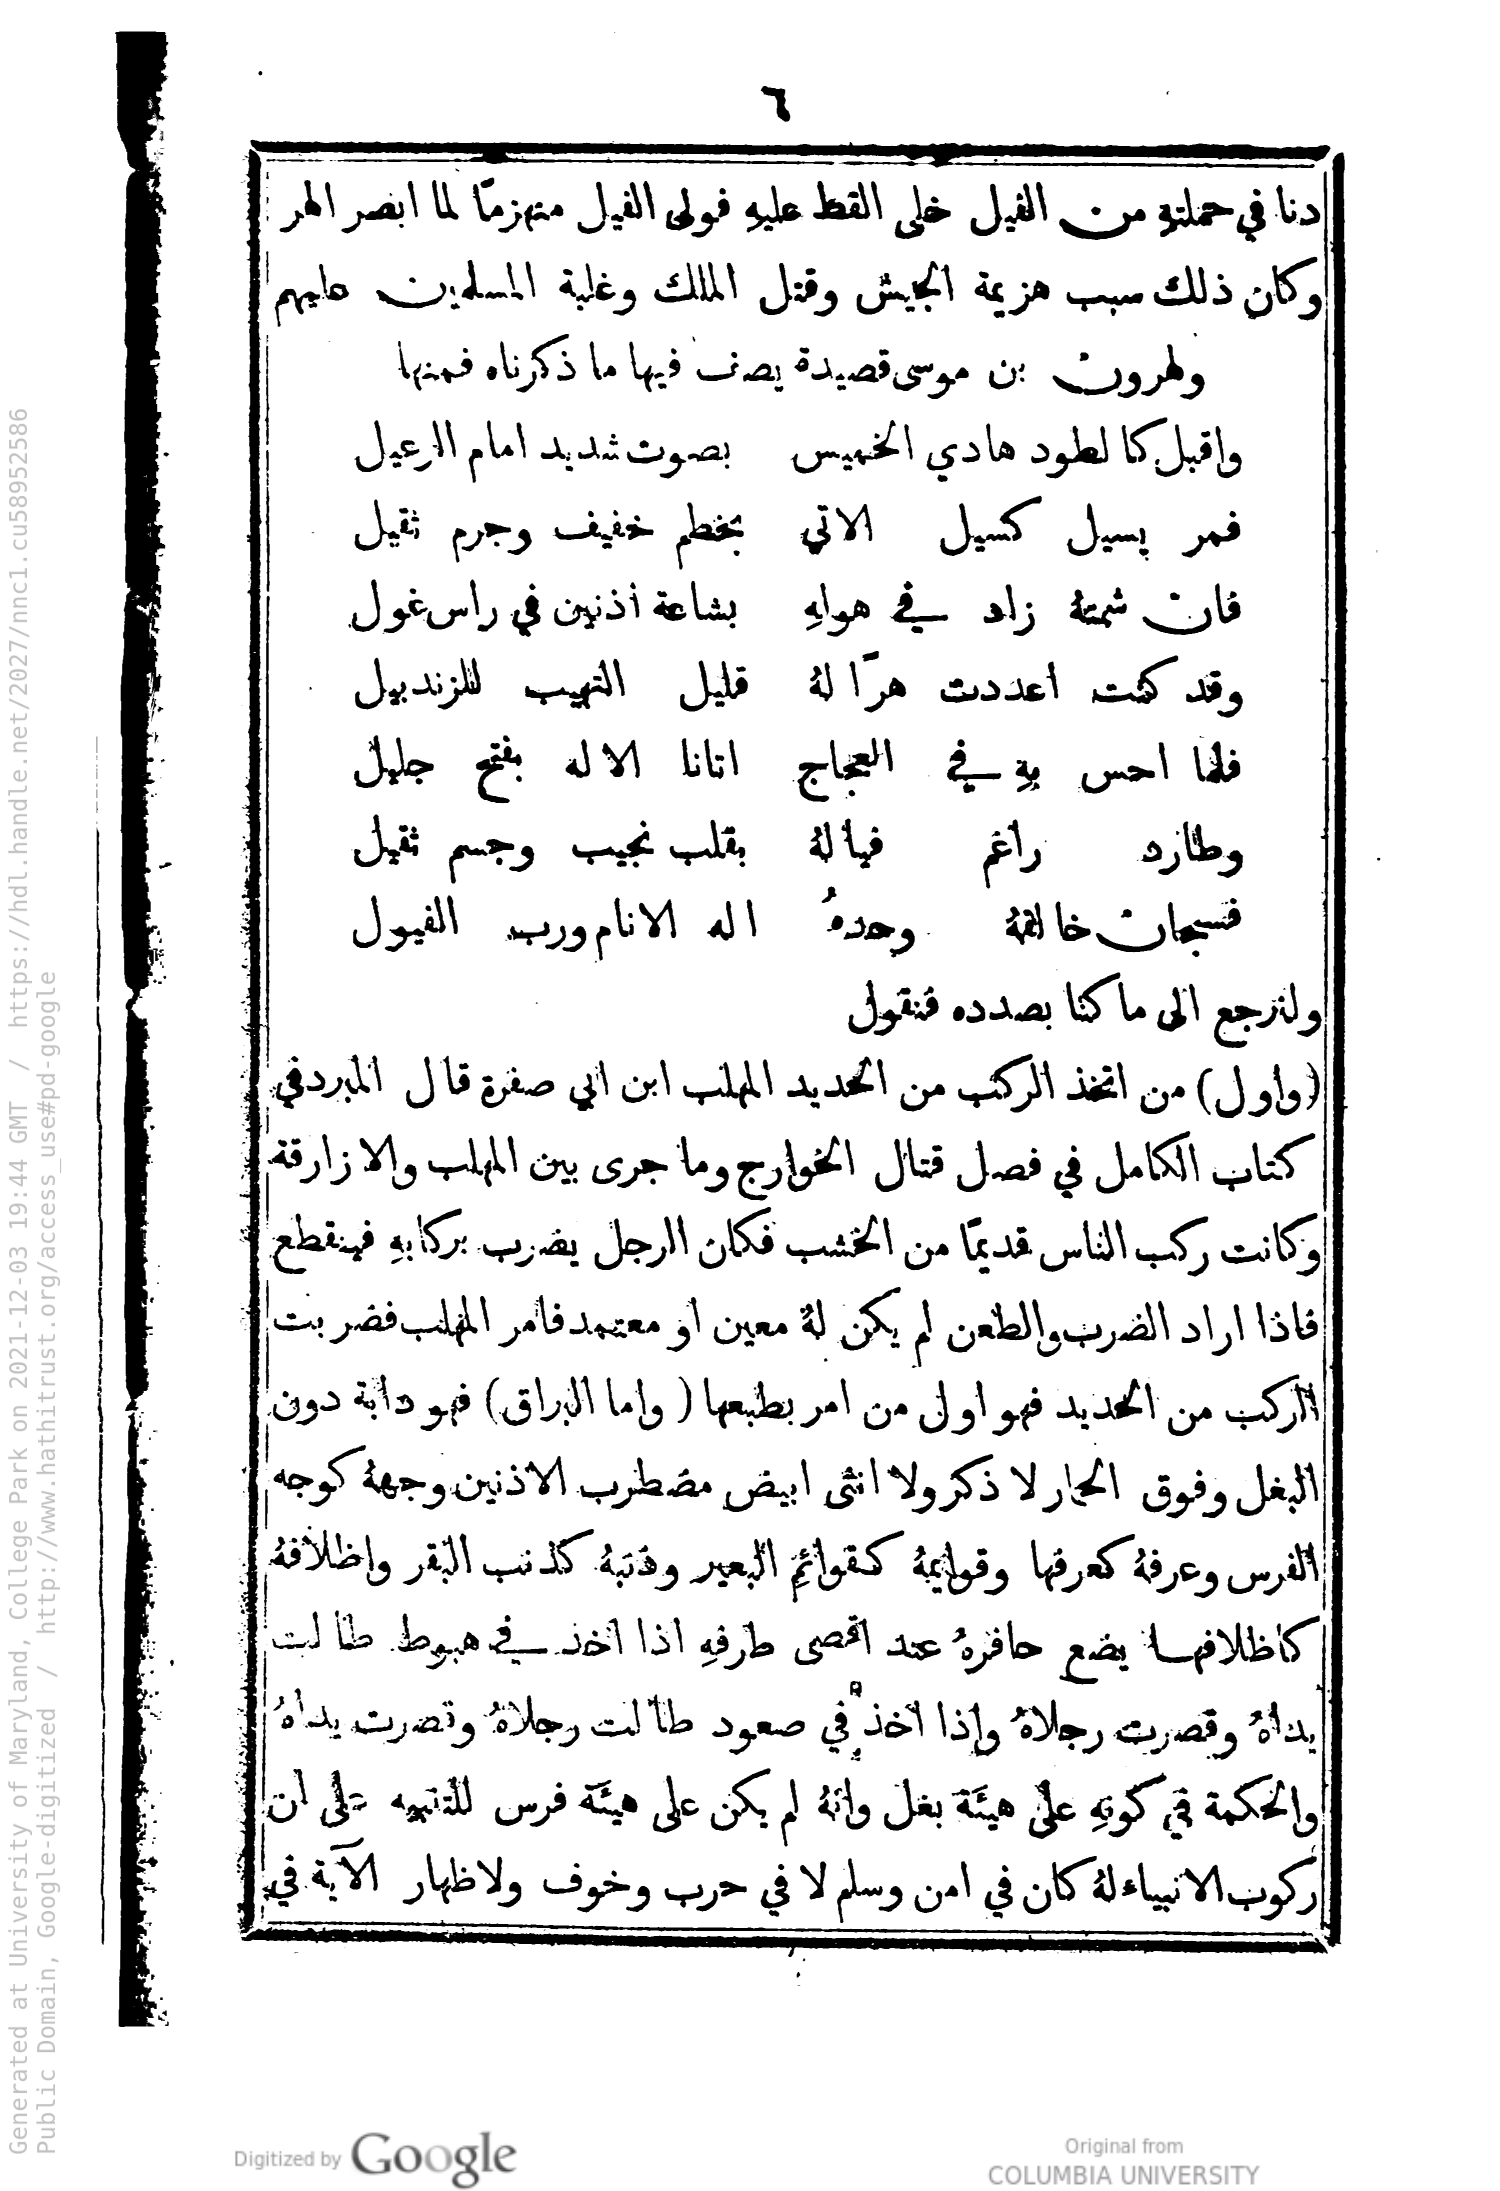 ٦
دنا في حملته من الفيل خلى القط عليه فولى الفيل منهزمًا لما ابصر الهر
وكان ذلك سبب هزيمة الجيش وقتل الملك وغلبة المسلمين عليهم
ولهرون بن موسى قصيدة يصف فيها ما ذكرناه فمنها
واقبل كالطود هادي الخميس بصوت شديد امام الرعيل
فمر يسيل كسيل الاتي بخطم خفيف وجرم ثقيل
فان شمتهُ زاد في هولهِ بشاعة اذنين في راس غول
وقد كنت اعددت هرًا لهُ قليل التهيب للزندبيل
فلما احس بهِ في العجاج اتانا الاله بفتح جليل
وطارد راغم فيالهُ بقلب نجيب وجسم ثقيل
فسبحان خالقهُ وحدهُ اله الانام ورب الفيول
ولنرجع الى ما كنا بصدده فنقول
(واول) من اتخذ الركب من الحديد المهلب ابن ابي صفرة قال المبرد في
كتاب الكامل في فصل قتال الخوارج وما جرى بين المهلب والازارقة
وكانت ركب الناس قديمًا من الخشب فكان الرجل يضرب بركابهِ فينقطع
فاذا اراد الضرب والطعن لم يكن لهُ معين او معتمد فامر المهلب فضربت
الركب من الحديد فهو اول من امر بطبعها (واما البراق) فهو دابة دون
البغل وفوق الحمار لا ذكر ولا انثى ابيض مضطرب الاذنين وجههُ كوجه
الفرس وعرفهُ كعرفها وقوايمهُ كقوائمِ البعير وذنبهُ كذنب البقر واظلافهُ
كاظلافها يضع حافرهُ عند اقصى طرفهِ اذا اخذ في هبوط طالت
يداهُ وقصرت رجلاهُ وإذا اخذ في صعود طالت رجلاهُ وقصرت يداهُ
والحكمة في كونهِ على هيئة بغل وانهُ لم يكن على هيئة فرس للتنبيه على ان
ركوب الانبياء لهُ كان في امن وسلم لا في حرب وخوف ولاظهار الآية في
Generated at University of Maryland, College Park on 2021-12-03 19:44 GMT / https://hdl.handle.net/2027/nnc1.cu58952586
Public Domain, Google-digitized / http://www.hathitrust.org/access_use#pd-google
Digitized by Google
Original from
COLUMBIA UNIVERSITY